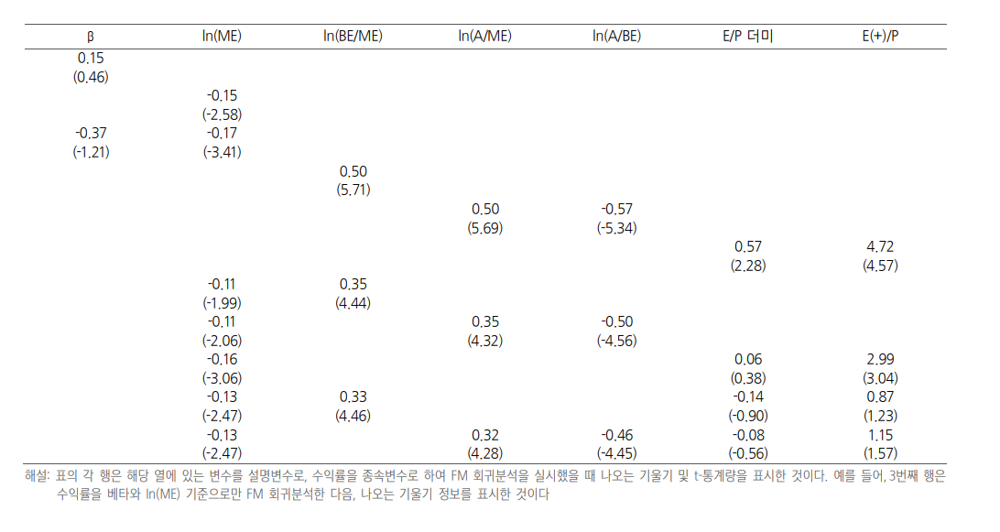 β ln(ME) ln(BE/ME) ln(A/ME) ln(A/BE) E/P 더미 E(+)/P
0.15
(0.46)
-0.15
(-2.58)
-0.37 -0.17
(-1.21) (-3.41)
0.50
(5.71)
0.50 -0.57
(5.69) (-5.34)
0.57 4.72
(2.28) (4.57)
-0.11 0.35
(-1.99) (4.44)
-0.11 0.35 -0.50
(-2.06) (4.32) (-4.56)
-0.16 0.06 2.99
(-3.06) (0.38) (3.04)
-0.13 0.33 -0.14 0.87
(-2.47) (4.46) (-0.90) (1.23)
-0.13 0.32 -0.46 -0.08 1.15
(-2.47) (4.28) (-4.45) (-0.56) (1.57)
해설: 표의 각 행은 해당 열에 있는 변수를 설명변수로, 수익률을 종속변수로 하여 FM 회귀분석을 실시했을 때 나오는 기울기 및 t-통계량을 표시한 것이다. 예를 들어, 3번째 행은
수익률을 베타와 ln(ME) 기준으로만 FM 회귀분석한 다음, 나오는 기울기 정보를 표시한 것이다